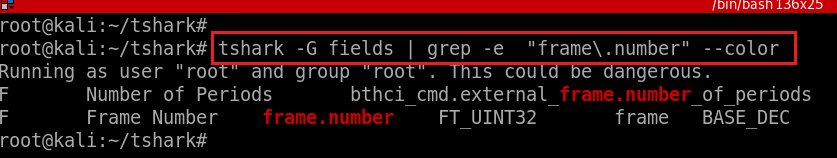 /bin/bash 136x25
root@kali:~/tshark#
root@kali:~/tshark# tshark -G fields | grep -e  "frame\.number" --color
Running as user "root" and group "root". This could be dangerous.
F       Number of Periods       bthci_cmd.external_frame.number_of_periods
F       Frame Number    frame.number    FT_UINT32       frame   BASE_DEC
root@kali:~/tshark#